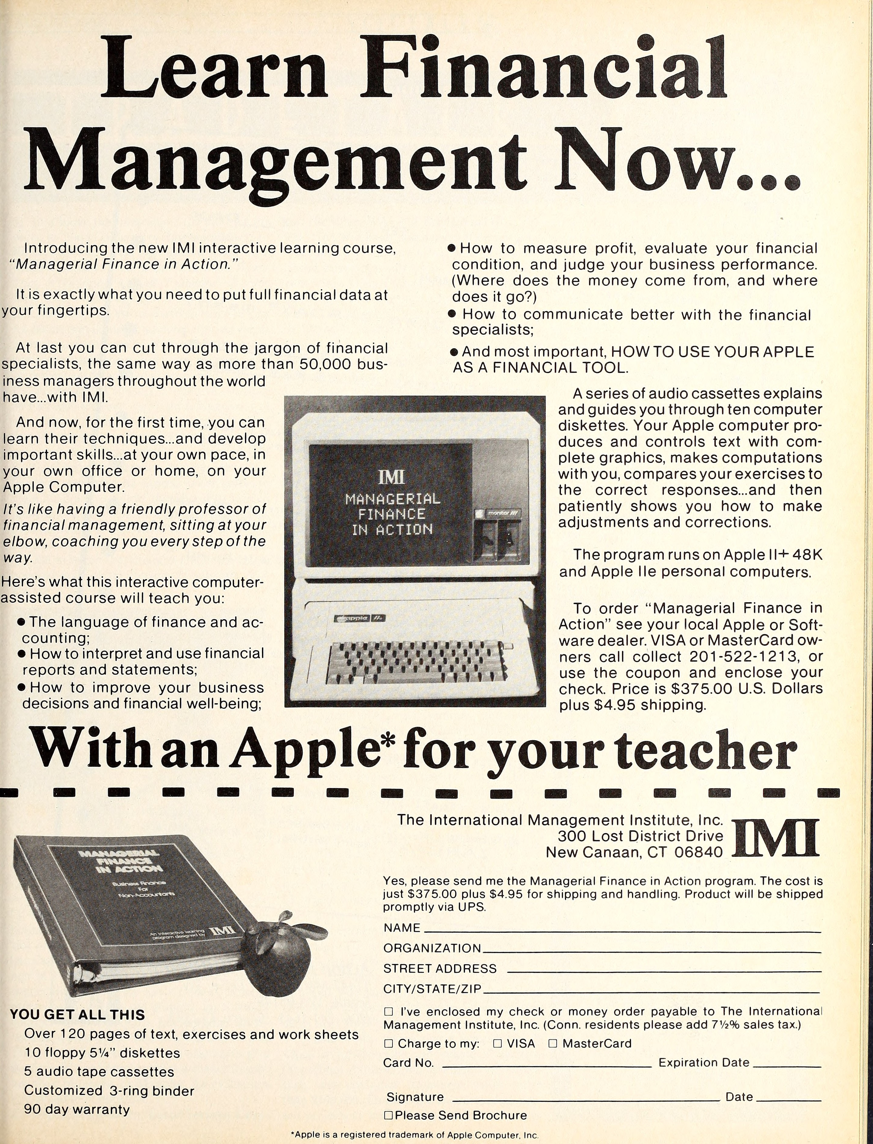 Learn Financial
Management Now...
Introducing the new IMI interactive learning course,
"Managerial Finance in Action."
It is exactly what you need to put full financial data at
your fingertips.
At last you can cut through the jargon of financial
specialists, the same way as more than 50,000 bus-
iness managers throughout the world
have...with IMI.
And now, for the first time, you can
learn their techniques...and develop
important skills...at your own pace, in
your own office or home, on your
Apple Computer.
It's like having a friendly professor of
financial management, sitting at your
elbow, coaching you every step of the
way.
Here's what this interactive computer-
assisted course will teach you:
• The language of finance and ac-
counting;
• How to interpret and use financial
reports and statements;
• How to improve your business
decisions and financial well-being;
• How to measure profit, evaluate your financial
condition, and judge your business performance.
(Where does the money come from, and where
does it go?)
• How to communicate better with the financial
specialists;
• And most important, HOW TO USE YOUR APPLE
AS A FINANCIAL TOOL.
A series of audio cassettes explains
and guides you through ten computer
diskettes. Your Apple computer pro-
duces and controls text with com-
plete graphics, makes computations
with you, compares your exercises to
the correct responses...and then
patiently shows you how to make
adjustments and corrections.
The program runs on Apple II+ 48K
and Apple IIe personal computers.
To order "Managerial Finance in
Action" see your local Apple or Soft-
ware dealer. VISA or MasterCard ow-
ners call collect 201-522-1213, or
use the coupon and enclose your
check. Price is $375.00 U.S. Dollars
plus $4.95 shipping.
IMI
MANAGERIAL
FINANCE
IN ACTION
monitor III
apple IIe
With an Apple* for your teacher
MANAGERIAL
FINANCE
IN ACTION
Business Finance
For
Non-Accountants
An interactive learning
program designed by IMI
The International Management Institute, Inc.
300 Lost District Drive
New Canaan, CT 06840
IMI
Yes, please send me the Managerial Finance in Action program. The cost is
just $375.00 plus $4.95 for shipping and handling. Product will be shipped
promptly via UPS.
NAME
ORGANIZATION
STREET ADDRESS
CITY/STATE/ZIP
☐ I've enclosed my check or money order payable to The International
Management Institute, Inc. (Conn. residents please add 7½% sales tax.)
☐ Charge to my: ☐ VISA ☐ MasterCard
Card No. Expiration Date
Signature Date
☐ Please Send Brochure
YOU GET ALL THIS
Over 120 pages of text, exercises and work sheets
10 floppy 5¼" diskettes
5 audio tape cassettes
Customized 3-ring binder
90 day warranty
*Apple is a registered trademark of Apple Computer, Inc.